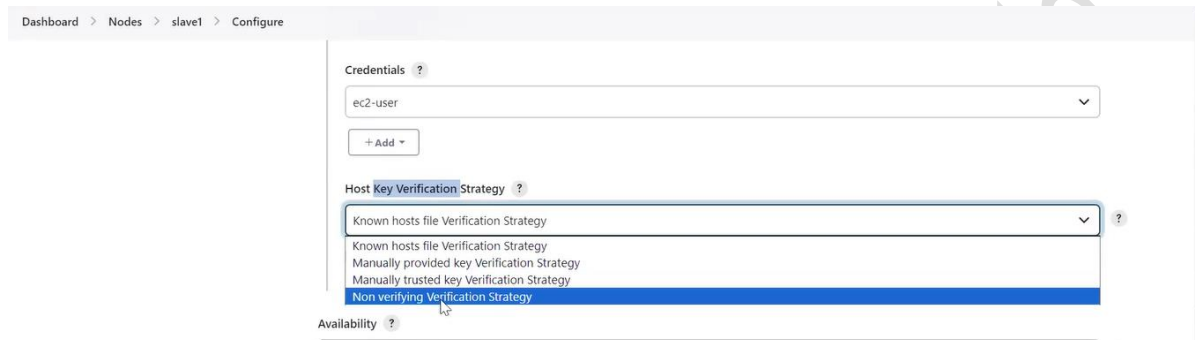 Dashboard > Nodes > slave1 > Configure
Credentials ?
ec2-user
+ Add
Host Key Verification Strategy ?
Known hosts file Verification Strategy
?
Known hosts file Verification Strategy
Manually provided key Verification Strategy
Manually trusted key Verification Strategy
Non verifying Verification Strategy
Availability ?